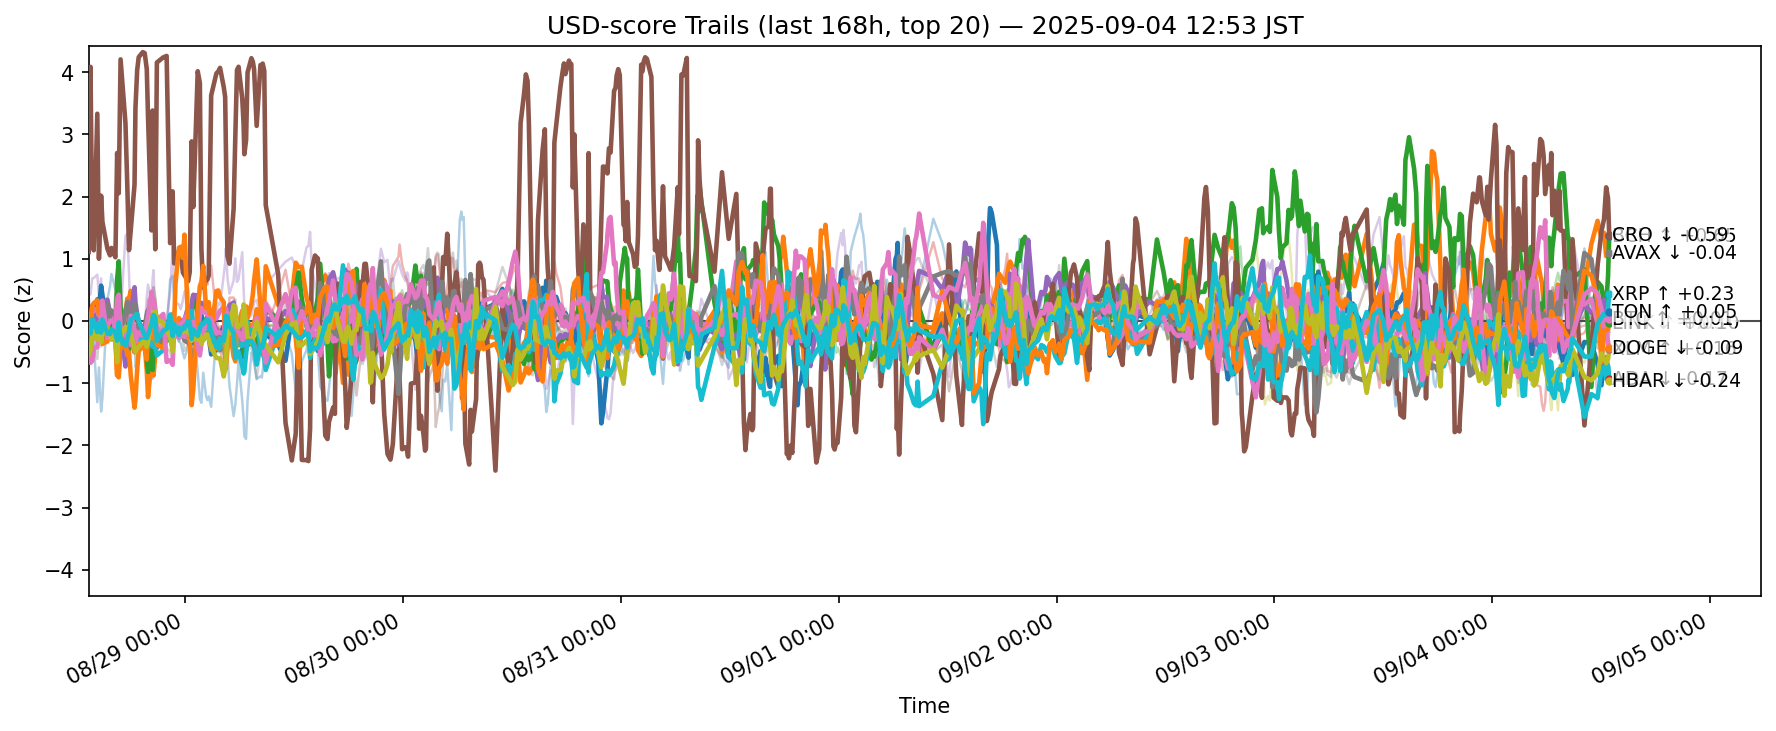 USD-score Trails (last 168h, top 20) — 2025-09-04 12:53 JST
Score (z)
4
3
2
1
0
−1
−2
−3
−4
CRO ↓ -0.59
AVAX ↓ -0.04
XRP ↑ +0.23
TON ↑ +0.05
DOGE ↓ -0.09
HBAR ↓ -0.24
08/29 00:00
08/30 00:00
08/31 00:00
09/01 00:00
09/02 00:00
09/03 00:00
09/04 00:00
09/05 00:00
Time